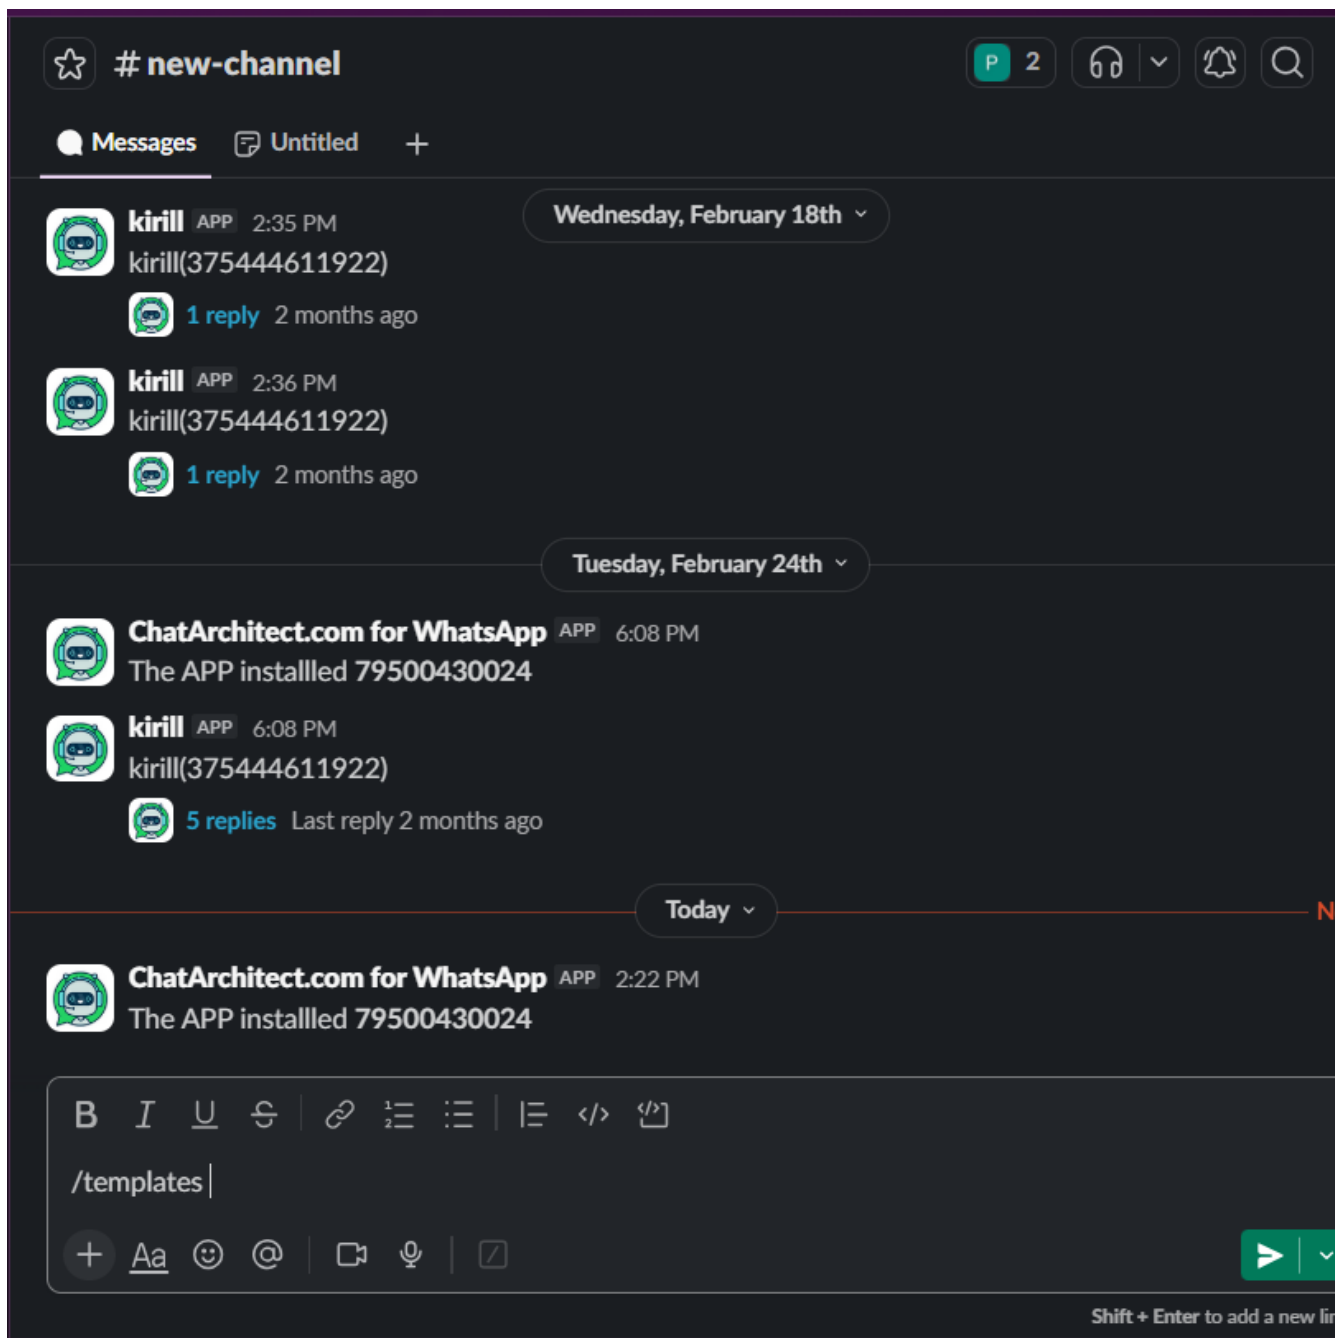 # new-channel
P 2
Messages Untitled
Wednesday, February 18th
kirill APP 2:35 PM
kirill(375444611922)
1 reply 2 months ago
kirill APP 2:36 PM
kirill(375444611922)
1 reply 2 months ago
Tuesday, February 24th
ChatArchitect.com for WhatsApp APP 6:08 PM
The APP installled 79500430024
kirill APP 6:08 PM
kirill(375444611922)
5 replies Last reply 2 months ago
Today
ChatArchitect.com for WhatsApp APP 2:22 PM
The APP installled 79500430024
B I U S
/templates
Aa
Shift + Enter to add a new